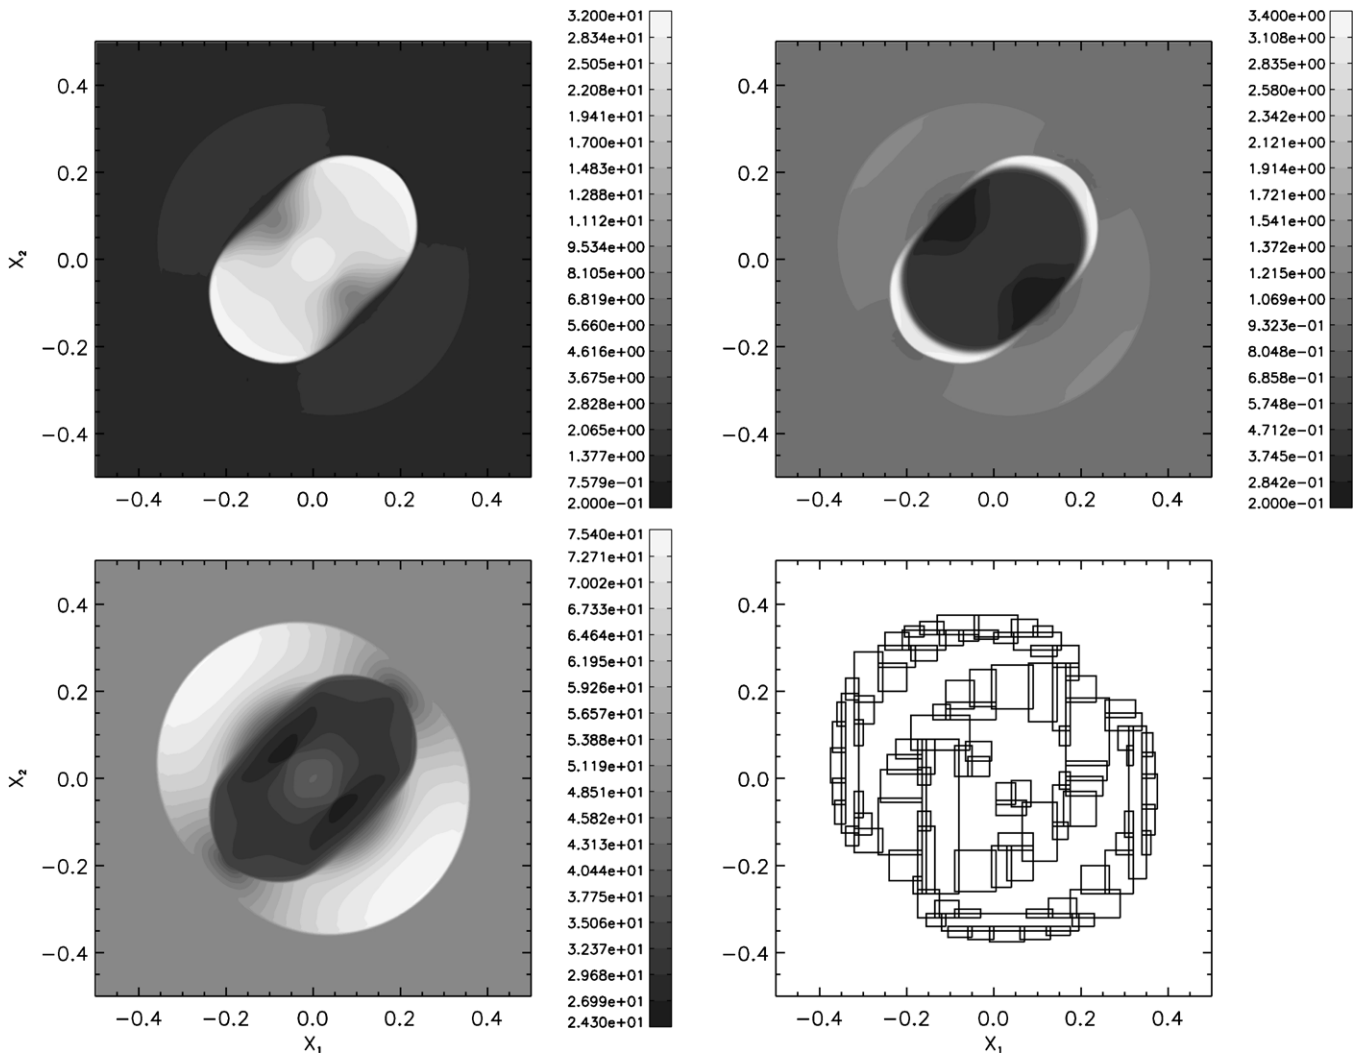 3.200e+01
2.834e+01
2.505e+01
2.208e+01
1.941e+01
1.700e+01
1.483e+01
1.288e+01
1.112e+01
9.534e+00
8.105e+00
6.819e+00
5.660e+00
4.616e+00
3.675e+00
2.828e+00
2.065e+00
1.377e+00
7.579e−01
2.000e−01
0.4
0.2
0.0
−0.2
−0.4
X₂
−0.4 −0.2 0.0 0.2 0.4
3.400e+00
3.108e+00
2.835e+00
2.580e+00
2.342e+00
2.121e+00
1.914e+00
1.721e+00
1.541e+00
1.372e+00
1.215e+00
1.069e+00
9.323e−01
8.048e−01
6.858e−01
5.748e−01
4.712e−01
3.745e−01
2.842e−01
2.000e−01
0.4
0.2
0.0
−0.2
−0.4
−0.4 −0.2 0.0 0.2 0.4
7.540e+01
7.271e+01
7.002e+01
6.733e+01
6.464e+01
6.195e+01
5.926e+01
5.657e+01
5.388e+01
5.119e+01
4.851e+01
4.582e+01
4.313e+01
4.044e+01
3.775e+01
3.506e+01
3.237e+01
2.968e+01
2.699e+01
2.430e+01
0.4
0.2
0.0
−0.2
−0.4
X₂
−0.4 −0.2 0.0 0.2 0.4
X₁
0.4
0.2
0.0
−0.2
−0.4
−0.4 −0.2 0.0 0.2 0.4
X₁